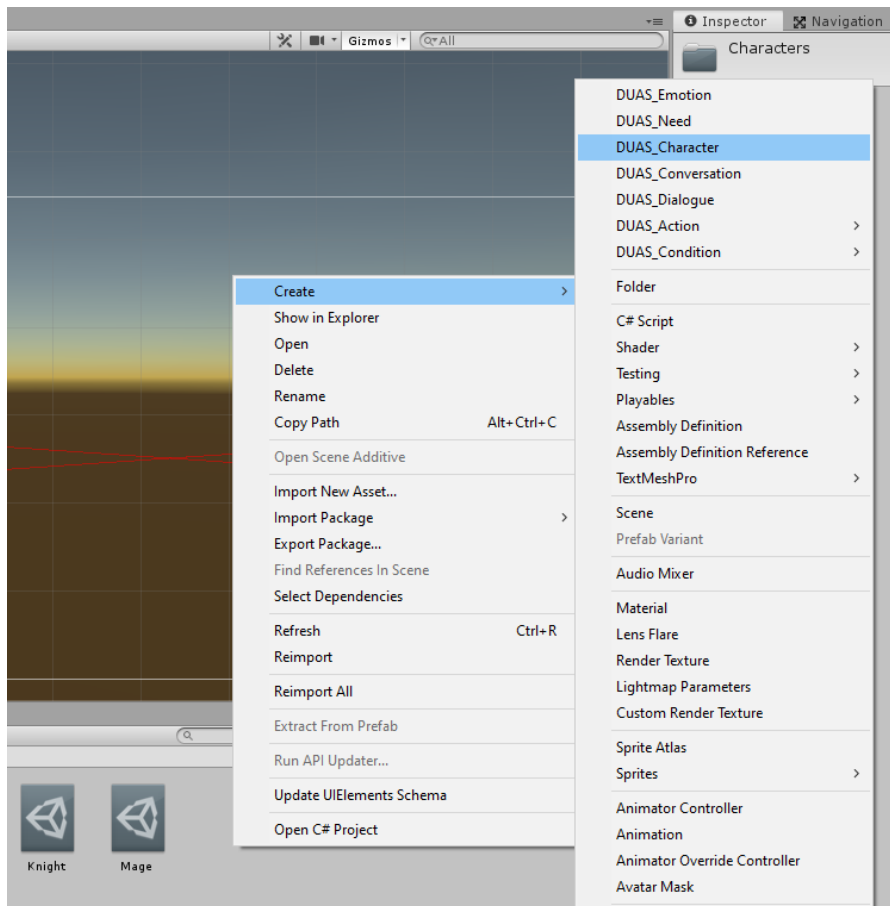 Inspector
Navigation
Gizmos
All
Characters
DUAS_Emotion
DUAS_Need
DUAS_Character
DUAS_Conversation
DUAS_Dialogue
DUAS_Action
DUAS_Condition
Folder
C# Script
Shader
Testing
Playables
Assembly Definition
Assembly Definition Reference
TextMeshPro
Scene
Prefab Variant
Audio Mixer
Material
Lens Flare
Render Texture
Lightmap Parameters
Custom Render Texture
Sprite Atlas
Sprites
Animator Controller
Animation
Animator Override Controller
Avatar Mask
Create
Show in Explorer
Open
Delete
Rename
Copy Path Alt+Ctrl+C
Open Scene Additive
Import New Asset...
Import Package
Export Package...
Find References In Scene
Select Dependencies
Refresh Ctrl+R
Reimport
Reimport All
Extract From Prefab
Run API Updater...
Update UIElements Schema
Open C# Project
Knight
Mage